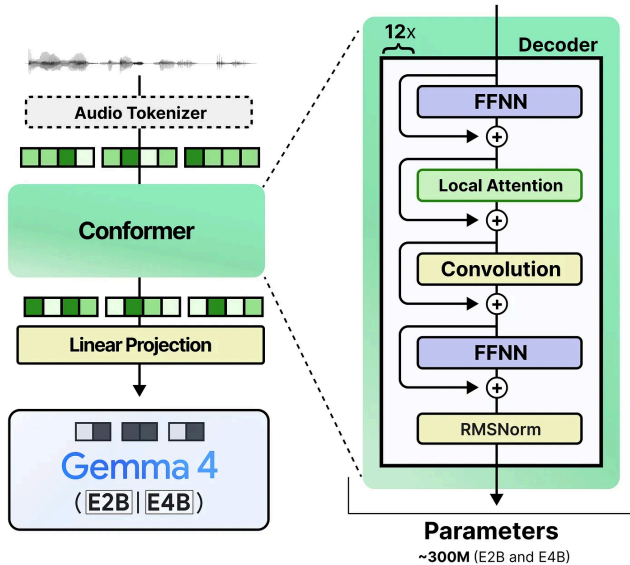 Audio Tokenizer
Conformer
Linear Projection
Gemma 4
(E2B|E4B)
12x
Decoder
FFNN
+
Local Attention
+
Convolution
+
FFNN
+
RMSNorm
Parameters
~300M (E2B and E4B)